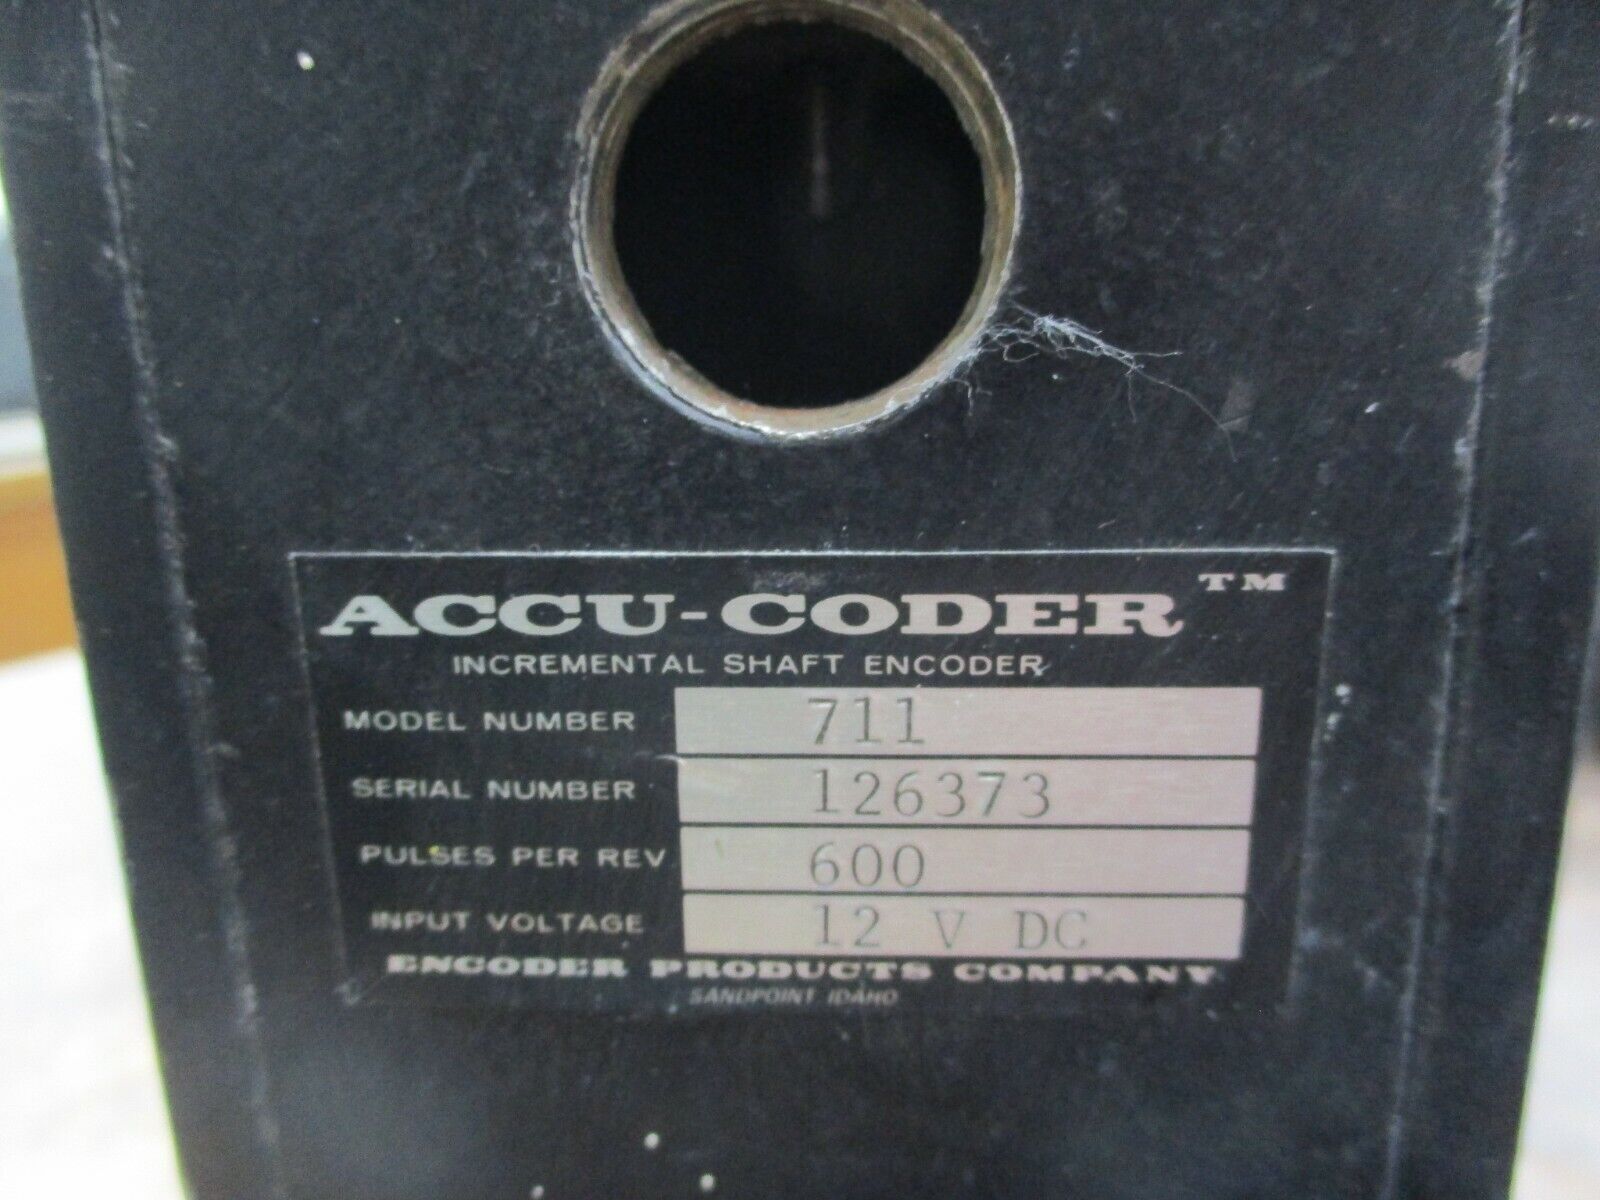 ACCU-CODER™
INCREMENTAL SHAFT ENCODER
MODEL NUMBER 711
SERIAL NUMBER 126373
PULSES PER REV 600
INPUT VOLTAGE 12 V DC
ENCODER PRODUCTS COMPANY
SANDPOINT IDAHO